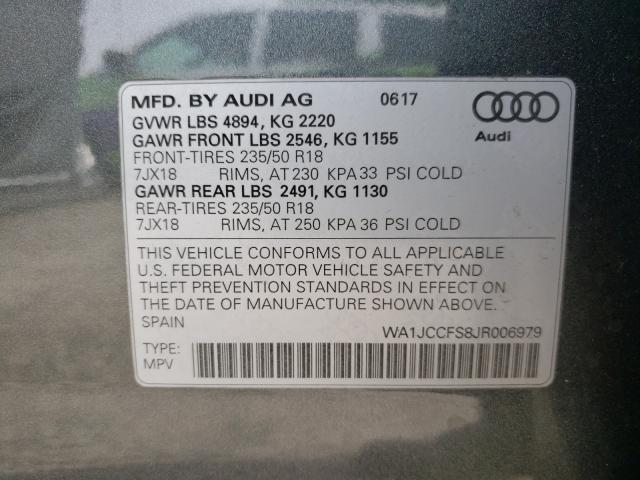 MFD. BY AUDI AG 0617
GVWR LBS 4894, KG 2220
GAWR FRONT LBS 2546, KG 1155
FRONT-TIRES 235/50 R18
7JX18 RIMS, AT 230 KPA 33 PSI COLD
GAWR REAR LBS 2491, KG 1130
REAR-TIRES 235/50 R18
7JX18 RIMS, AT 250 KPA 36 PSI COLD
Audi
THIS VEHICLE CONFORMS TO ALL APPLICABLE
U.S. FEDERAL MOTOR VEHICLE SAFETY AND
THEFT PREVENTION STANDARDS IN EFFECT ON
THE DATE OF MANUFACTURE SHOWN ABOVE.
SPAIN WA1JCCFS8JR006979
TYPE:
MPV